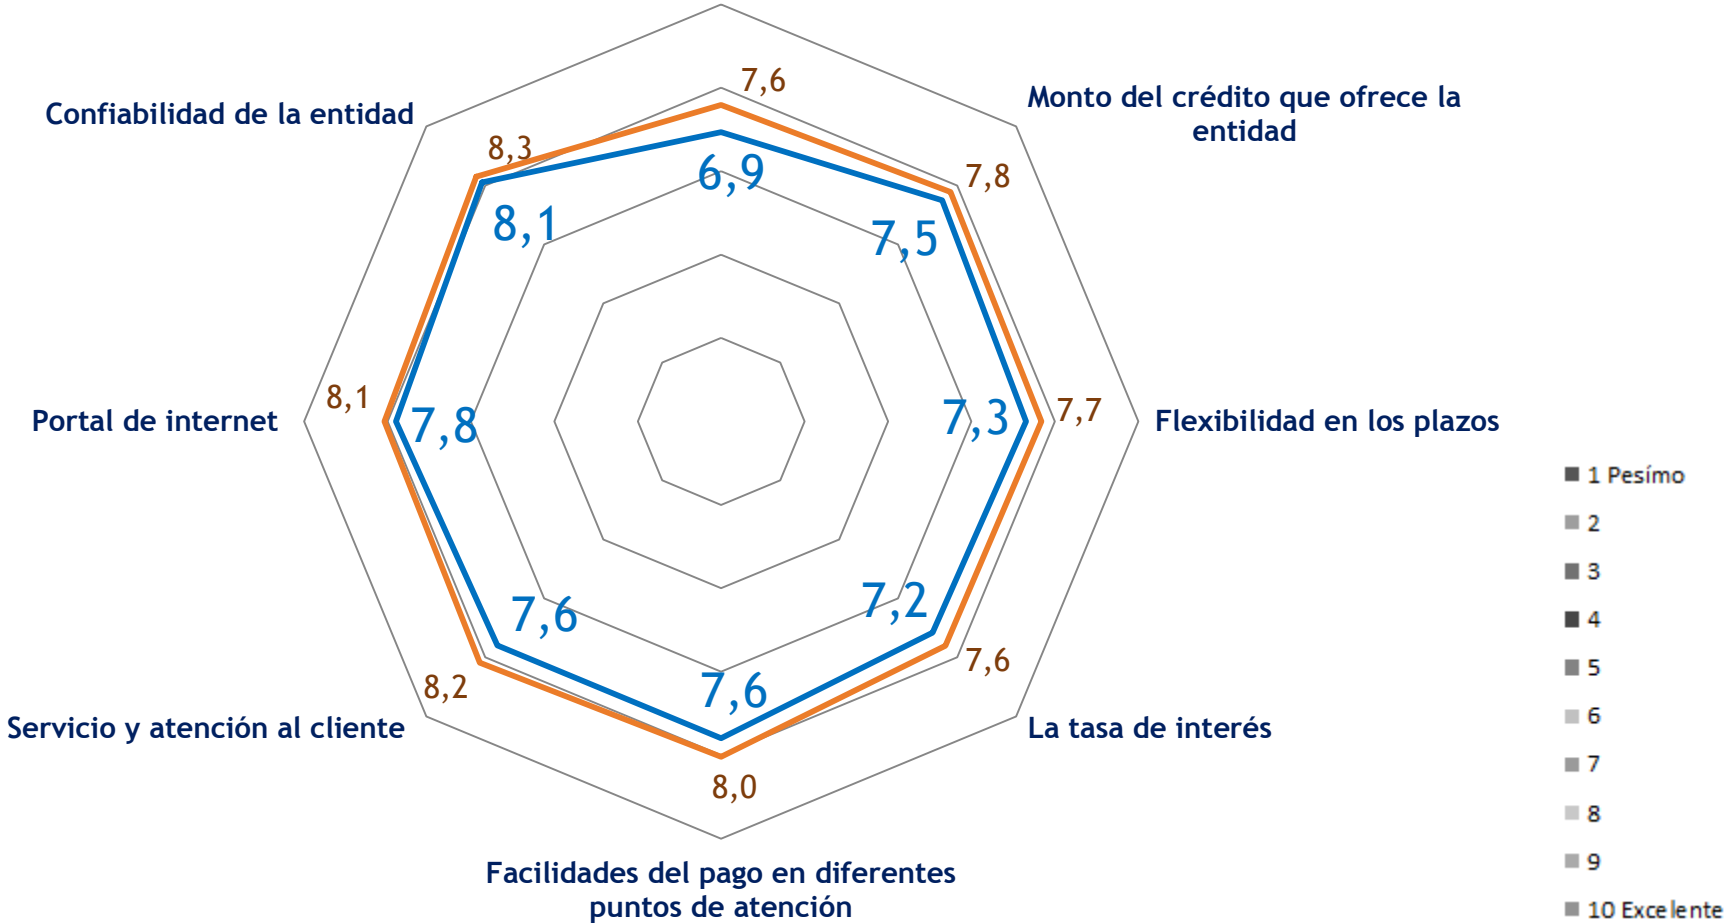 7,6
Monto del crédito que ofrece la
entidad
Confiabilidad de la entidad
8,3
6,9
7,8
8,1
7,5
8,1
Portal de internet
7,8
7,3
7,7
Flexibilidad en los plazos
1 Pesímo
2
3
4
5
6
7
8
9
10 Excelente
7,6
7,2
7,6
8,2
7,6
Servicio y atención al cliente
La tasa de interés
8,0
Facilidades del pago en diferentes
puntos de atención